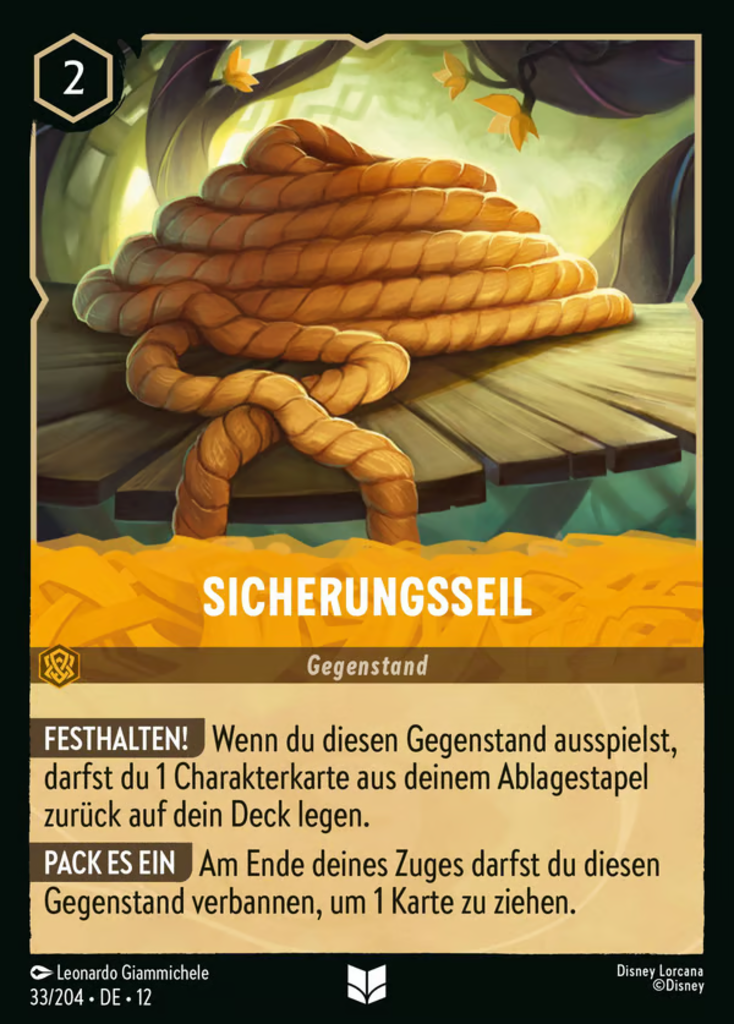 2
SICHERUNGSSEIL
Gegenstand
FESTHALTEN! Wenn du diesen Gegenstand ausspielst,
darfst du 1 Charakterkarte aus deinem Ablagestapel
zurück auf dein Deck legen.
PACK ES EIN Am Ende deines Zuges darfst du diesen
Gegenstand verbannen, um 1 Karte zu ziehen.
Leonardo Giammichele
33/204 • DE • 12
Disney Lorcana
©Disney